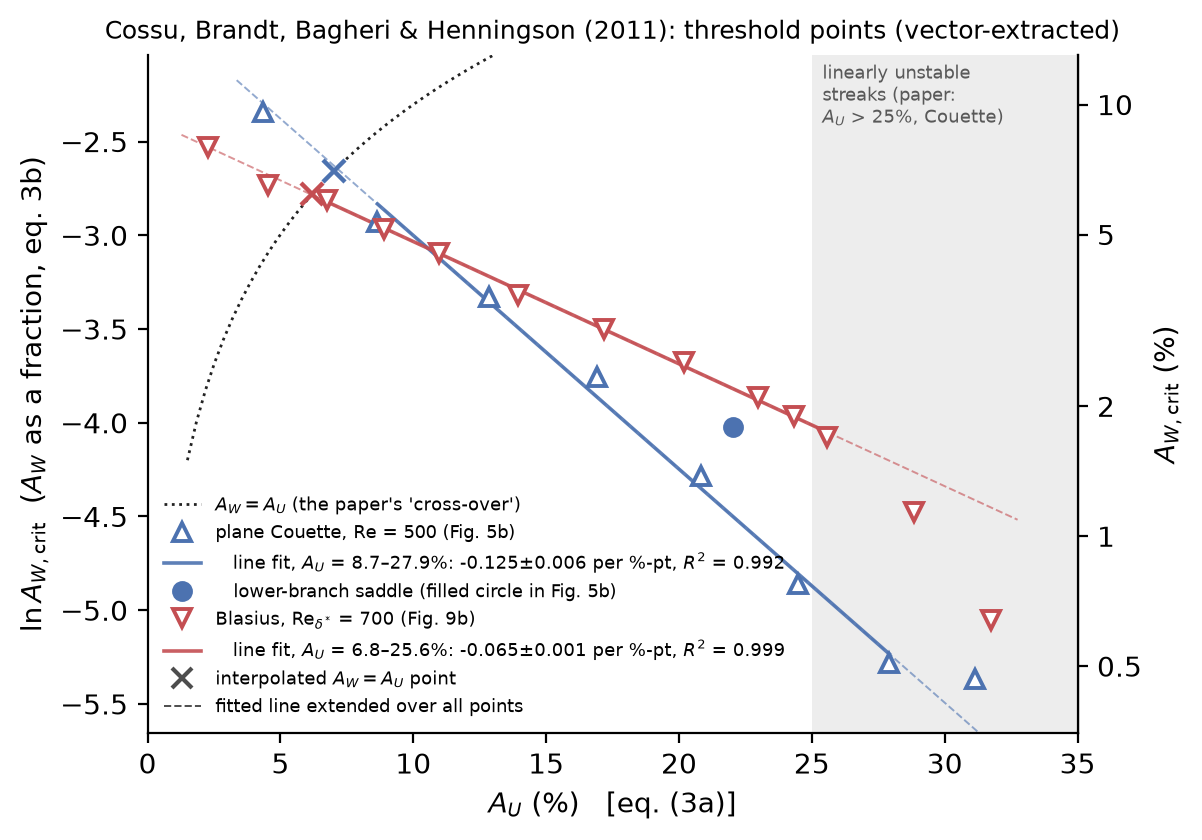 Cossu, Brandt, Bagheri & Henningson (2011): threshold points (vector-extracted)
linearly unstable
streaks (paper:
A_U > 25%, Couette)
ln A_W,crit (A_W as a fraction, eq. 3b)
−2.5
−3.0
−3.5
−4.0
−4.5
−5.0
−5.5
10
5
2
1
0.5
A_W,crit (%)
A_W = A_U (the paper's 'cross-over')
plane Couette, Re = 500 (Fig. 5b)
line fit, A_U = 8.7–27.9%: -0.125±0.006 per %-pt, R² = 0.992
lower-branch saddle (filled circle in Fig. 5b)
Blasius, Re_δ* = 700 (Fig. 9b)
line fit, A_U = 6.8–25.6%: -0.065±0.001 per %-pt, R² = 0.999
interpolated A_W = A_U point
fitted line extended over all points
0 5 10 15 20 25 30 35
A_U (%) [eq. (3a)]